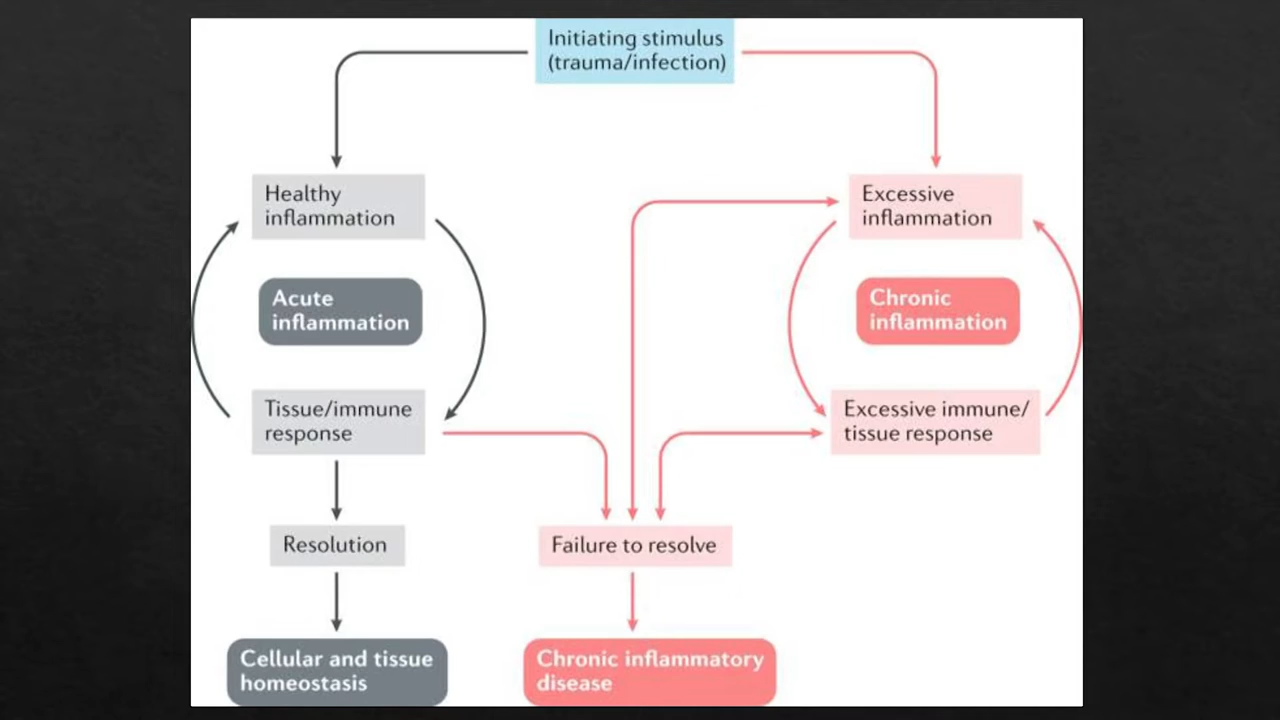 Initiating stimulus
(trauma/infection)
Healthy
inflammation
Excessive
inflammation
Acute
inflammation
Chronic
inflammation
Tissue/immune
response
Excessive immune/
tissue response
Resolution
Failure to resolve
Cellular and tissue
homeostasis
Chronic inflammatory
disease